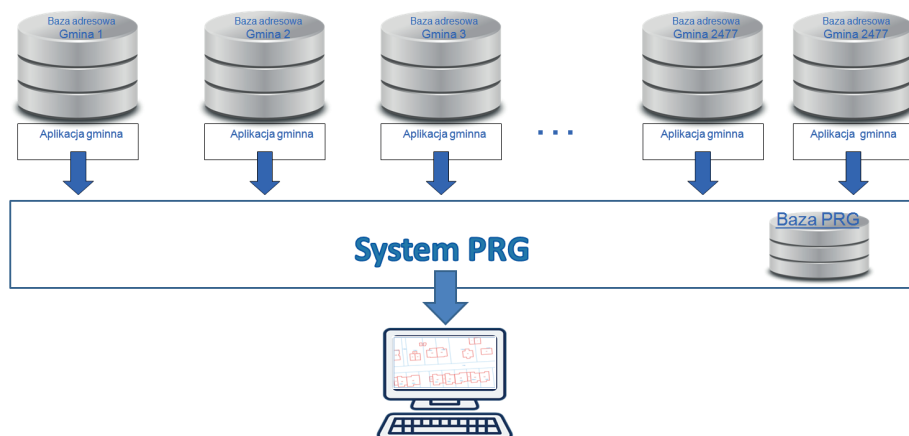 Baza adresowa
Gmina 1
Baza adresowa
Gmina 2
Baza adresowa
Gmina 3
Baza adresowa
Gmina 2477
Baza adresowa
Gmina 2477
Aplikacja gminna
Aplikacja gminna
Aplikacja gminna
...
Aplikacja gminna
Aplikacja gminna
System PRG
Baza PRG